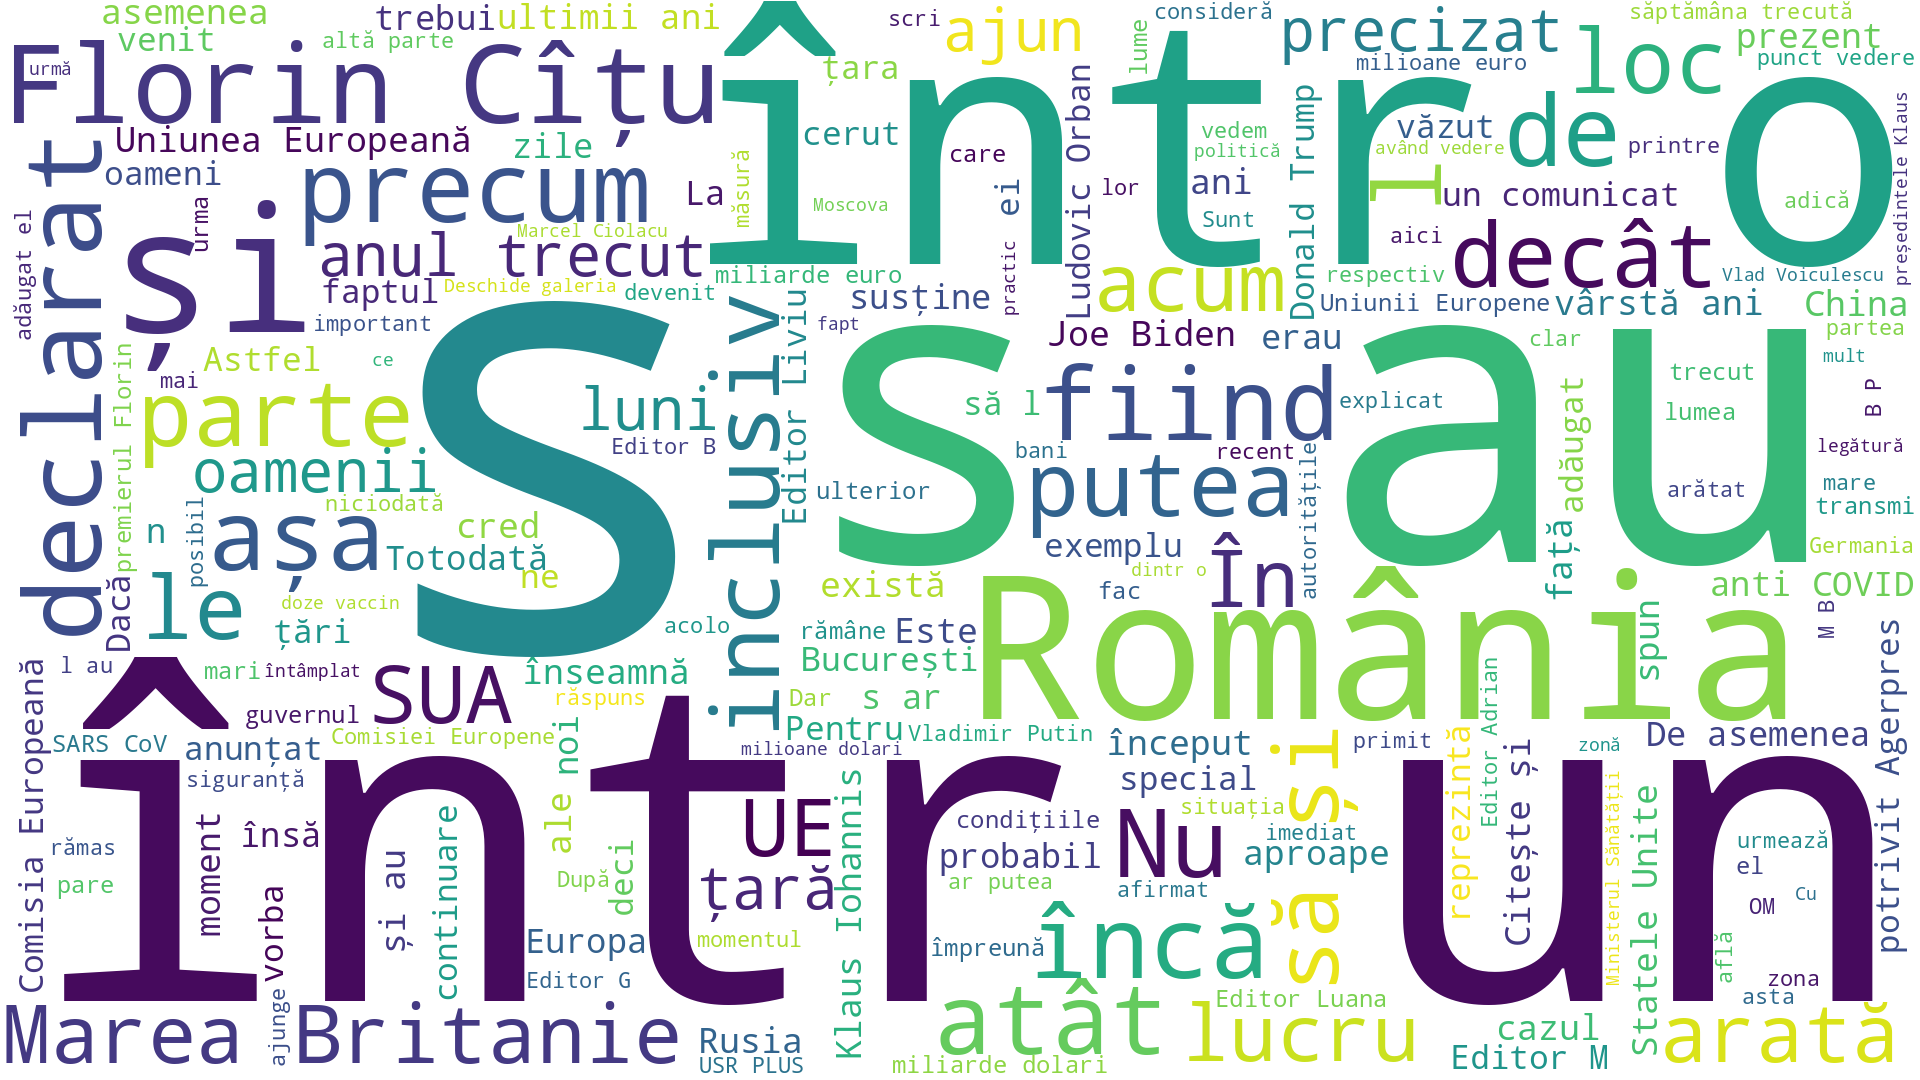 asemenea
trebui
ultimii ani
scri
ajun
consideră
precizat
săptămâna trecută
venit
altă parte
lume
loc
prezent
Florin Cîțu
urmă
țara
milioane euro
punct vedere
într o
Uniunea Europeană
zile
cerut
Ludovic Orban
vedem
văzut
de
președintele Klaus
oameni
precum
care
politică
având vedere
printre
declarat
La
măsură
ei
lor
ani
Donald Trump
l
un comunicat
adică
adăugat el
și
urma
Moscova
Sunt
aici
decât
anul trecut
Marcel Ciolacu
miliarde euro
practic
acum
respectiv
Vlad Voiculescu
faptul
Deschide galeria
devenit
susține
Uniunii Europene
vârstă ani
China
important
fapt
Joe Biden
erau
clar
partea
Astfel
ce
S
s au
mult
premierul Florin
mai
inclusiv
Editor Liviu
fiind
trecut
parte
luni
să l
explicat
adăugat
lumea
B P
Editor B
bani
recent
legătură
oamenii
ulterior
putea
autoritățile
arătat
mare
niciodată
transmi
n
posibil
așa
cred
Totodată
exemplu
În
față
Germania
Dacă
ne
există
dintr o
fac
anti COVID
le
doze vaccin
România
țări
acolo
rămâne
Este
spun
M B
Comisia Europeană
l au
mari
întâmplat
SUA
înseamnă
București
Editor Adrian
potrivit Agerpres
răspuns
Dar
s ar
guvernul
Pentru
Vladimir Putin
SARS CoV
anunțat
Comisiei Europene
ale noi
milioane dolari
început
să și
primit
reprezintă
Citește și
zonă
De asemenea
într un
siguranță
Klaus Iohannis
special
Ministerul Sănătății
Statele Unite
moment
însă
continuare
UE
condițiile
Nu
situația
imediat
urmează
rămas
și au
deci
probabil
aproape
el
pare
După
țară
ar putea
afirmat
OM
Cu
vorba
Europa
momentul
împreună
încă
află
Editor G
zona
ajunge
atât
Editor Luana
asta
Marea Britanie
Rusia
lucru
cazul
arată
USR PLUS
miliarde dolari
Editor M